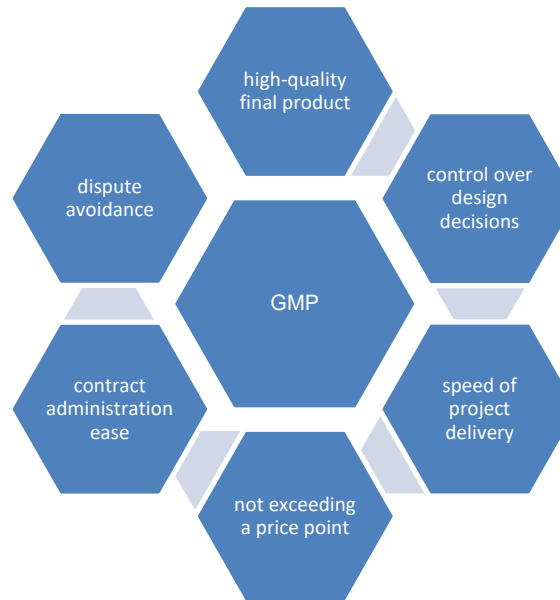 high-quality
final product
control over
design
decisions
speed of
project
delivery
not exceeding
a price point
contract
administration
ease
dispute
avoidance
GMP